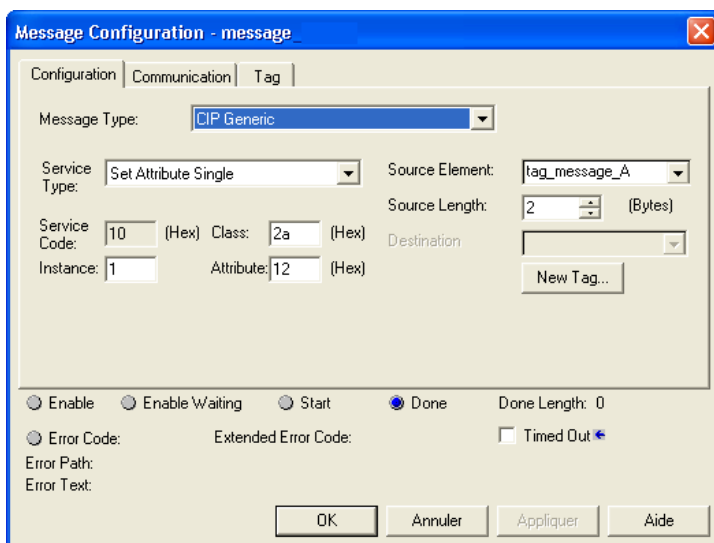 Message Configuration - message_
Configuration Communication Tag
Message Type: CIP Generic
Service Type: Set Attribute Single
Source Element: tag_message_A
Source Length: 2 (Bytes)
Service Code: 10 (Hex) Class: 2a (Hex)
Destination
Instance: 1 Attribute: 12 (Hex)
New Tag...
Enable Enable Waiting Start Done Done Length: 0
Error Code: Extended Error Code: Timed Out
Error Path:
Error Text:
OK Annuler Appliquer Aide